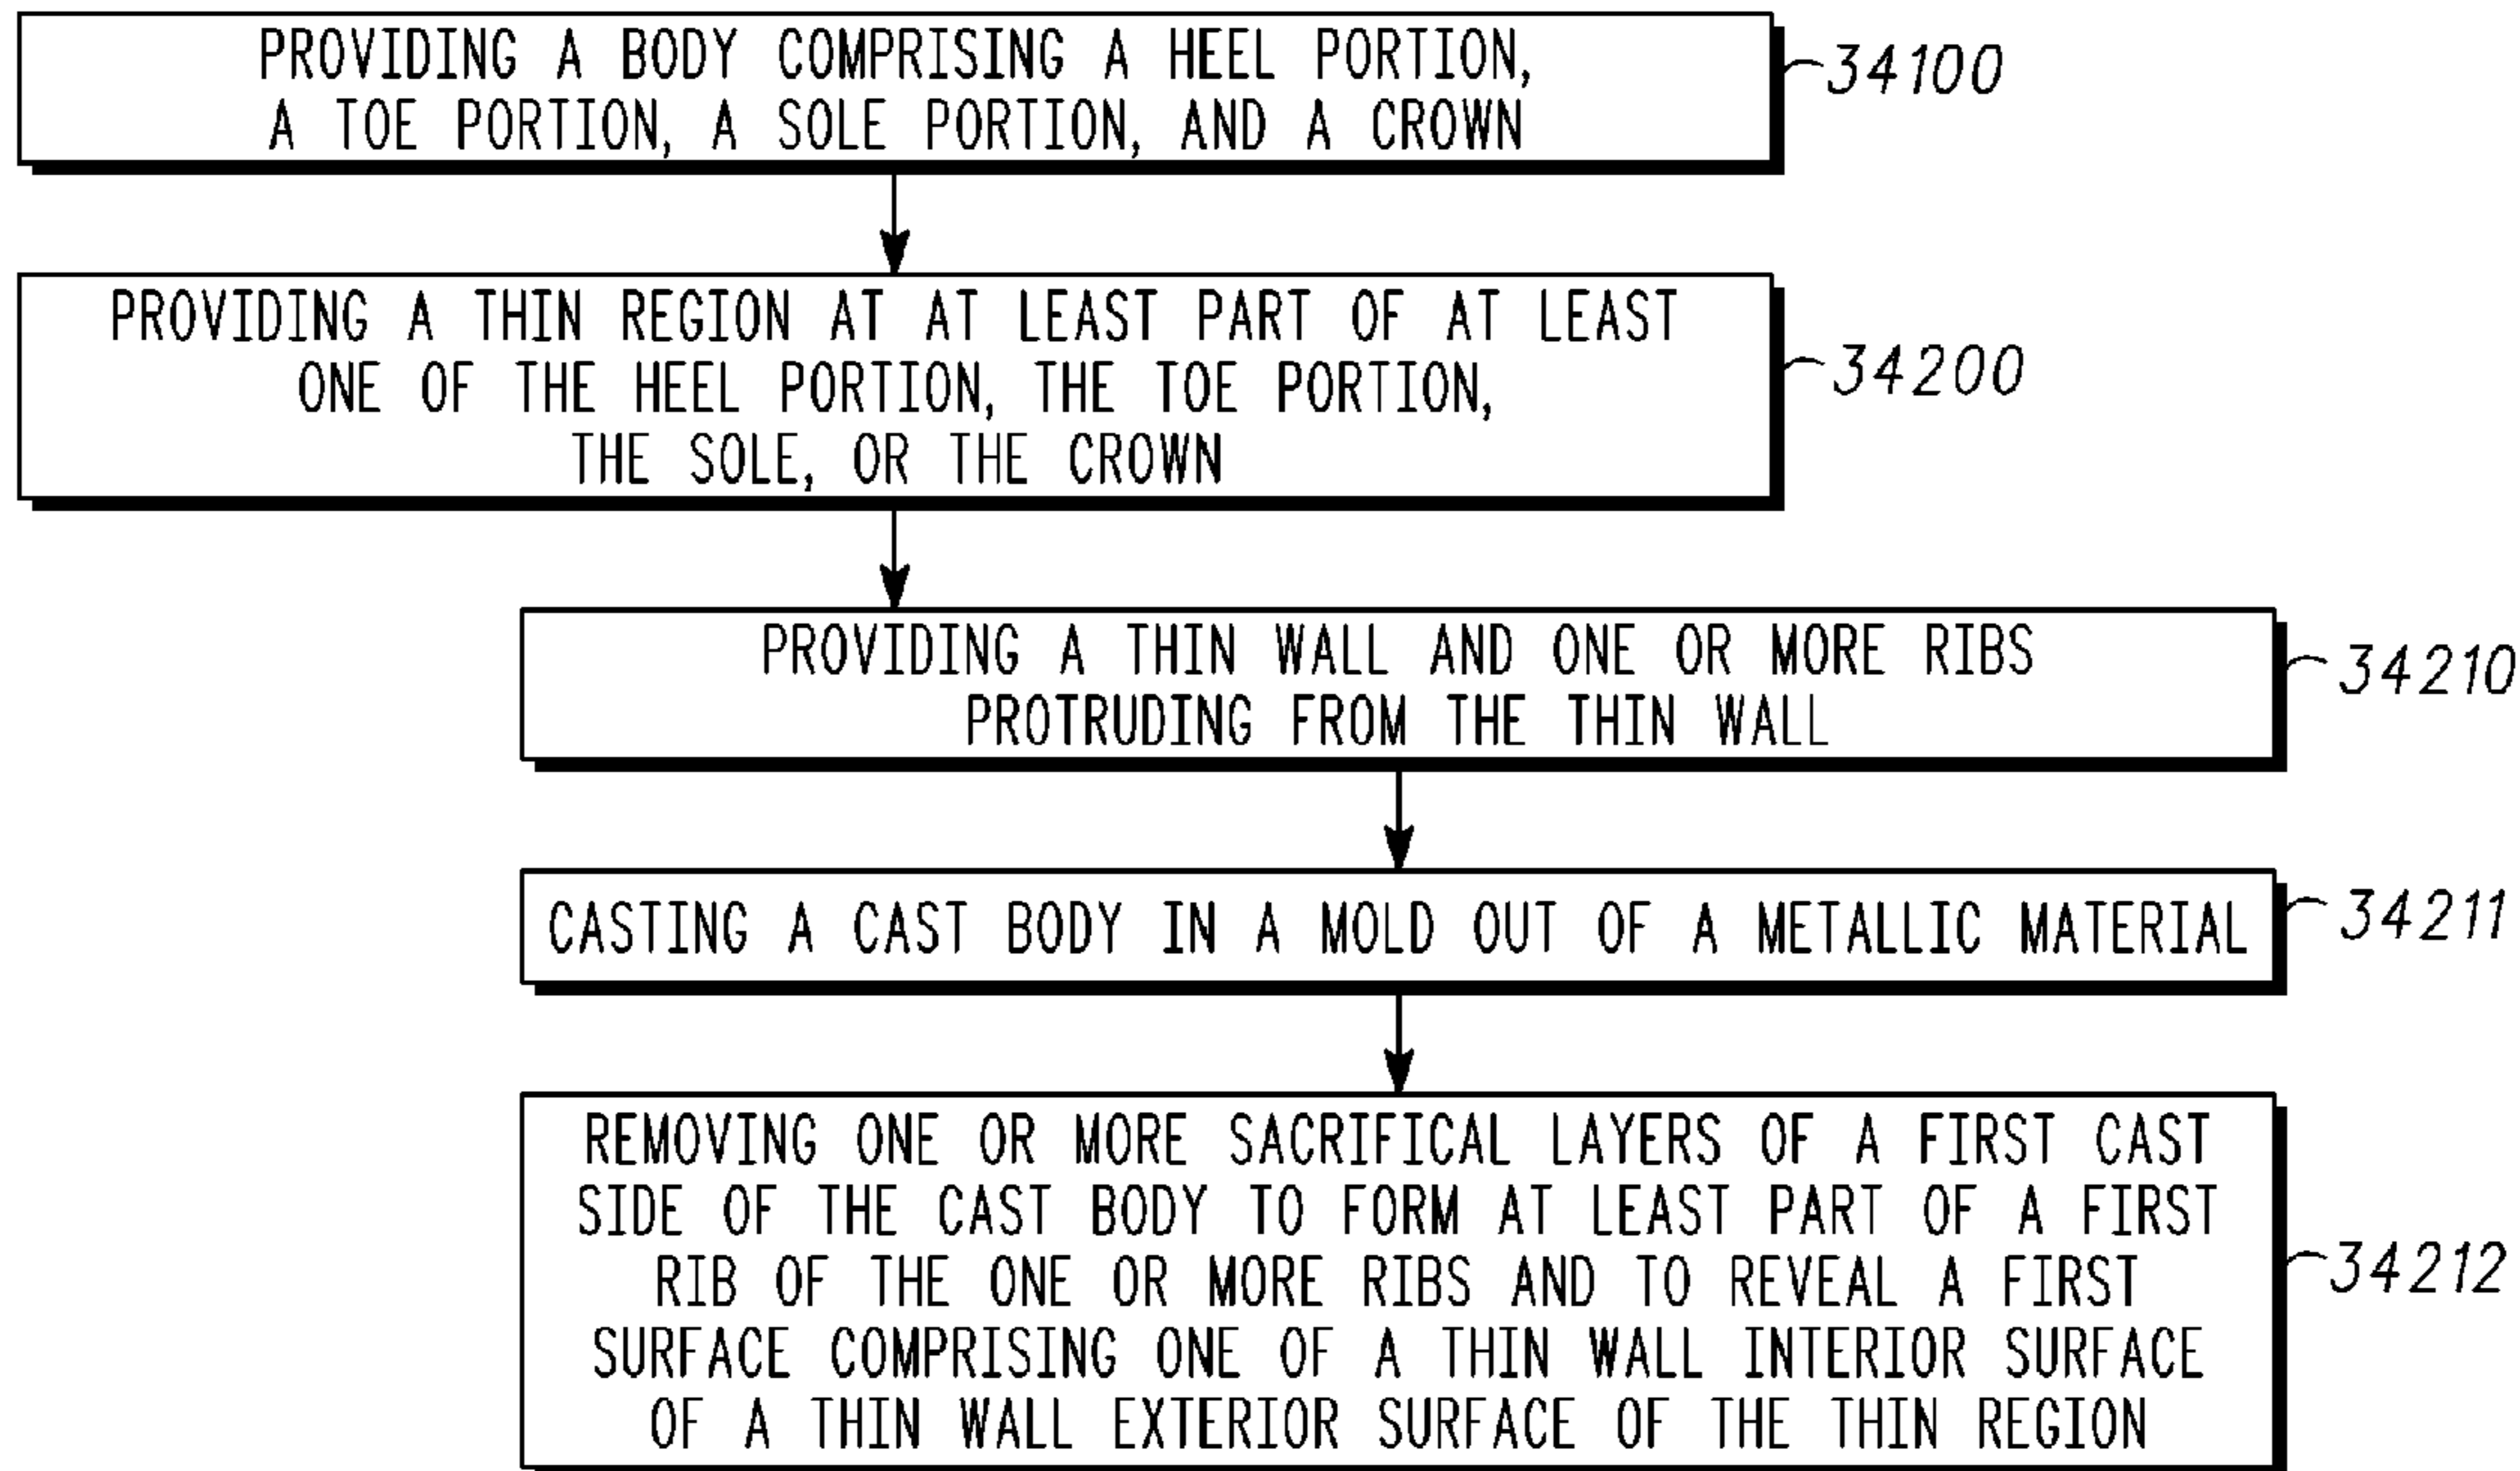 PROVIDING A BODY COMPRISING A HEEL PORTION,
A TOE PORTION, A SOLE PORTION, AND A CROWN
34100
PROVIDING A THIN REGION AT AT LEAST PART OF AT LEAST
ONE OF THE HEEL PORTION, THE TOE PORTION,
THE SOLE, OR THE CROWN
34200
PROVIDING A THIN WALL AND ONE OR MORE RIBS
PROTRUDING FROM THE THIN WALL
34210
CASTING A CAST BODY IN A MOLD OUT OF A METALLIC MATERIAL
34211
REMOVING ONE OR MORE SACRIFICAL LAYERS OF A FIRST CAST
SIDE OF THE CAST BODY TO FORM AT LEAST PART OF A FIRST
RIB OF THE ONE OR MORE RIBS AND TO REVEAL A FIRST
SURFACE COMPRISING ONE OF A THIN WALL INTERIOR SURFACE
OF A THIN WALL EXTERIOR SURFACE OF THE THIN REGION
34212